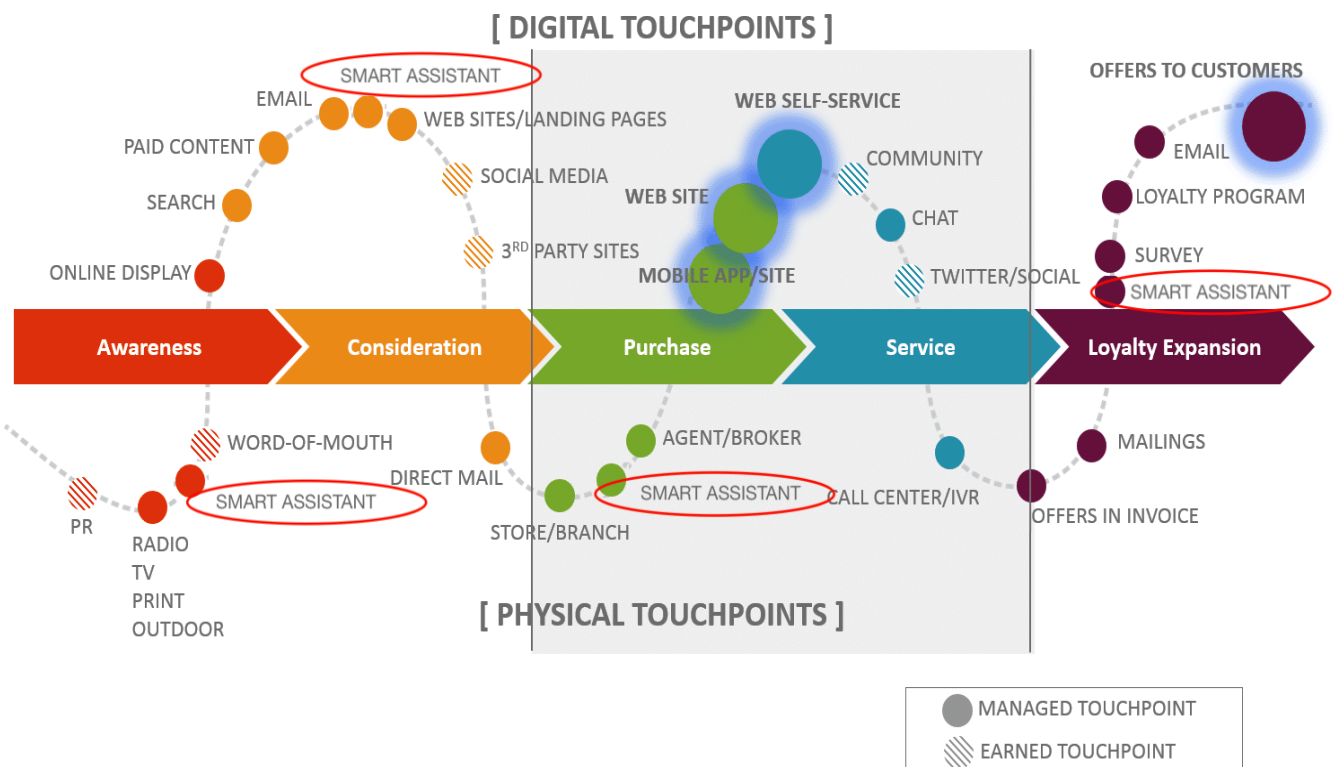 [ DIGITAL TOUCHPOINTS ]
SMART ASSISTANT
EMAIL
WEB SITES/LANDING PAGES
PAID CONTENT
SOCIAL MEDIA
SEARCH
3RD PARTY SITES
ONLINE DISPLAY
WEB SELF-SERVICE
COMMUNITY
WEB SITE
CHAT
MOBILE APP/SITE
TWITTER/SOCIAL
OFFERS TO CUSTOMERS
EMAIL
LOYALTY PROGRAM
SURVEY
SMART ASSISTANT
Awareness
Consideration
Purchase
Service
Loyalty Expansion
WORD-OF-MOUTH
SMART ASSISTANT
PR
RADIO
TV
PRINT
OUTDOOR
DIRECT MAIL
AGENT/BROKER
SMART ASSISTANT
STORE/BRANCH
CALL CENTER/IVR
MAILINGS
OFFERS IN INVOICE
[ PHYSICAL TOUCHPOINTS ]
MANAGED TOUCHPOINT
EARNED TOUCHPOINT